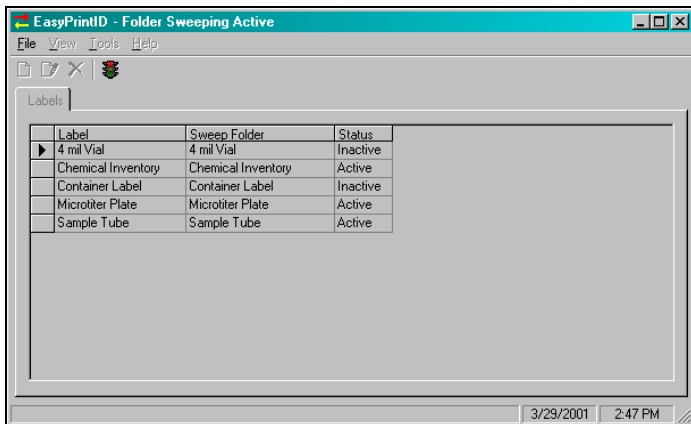 EasyPrintID - Folder Sweeping Active
File View Tools Help
Labels
Label Sweep Folder Status
4 mil Vial 4 mil Vial Inactive
Chemical Inventory Chemical Inventory Active
Container Label Container Label Inactive
Microtiter Plate Microtiter Plate Active
Sample Tube Sample Tube Active
3/29/2001 2:47 PM